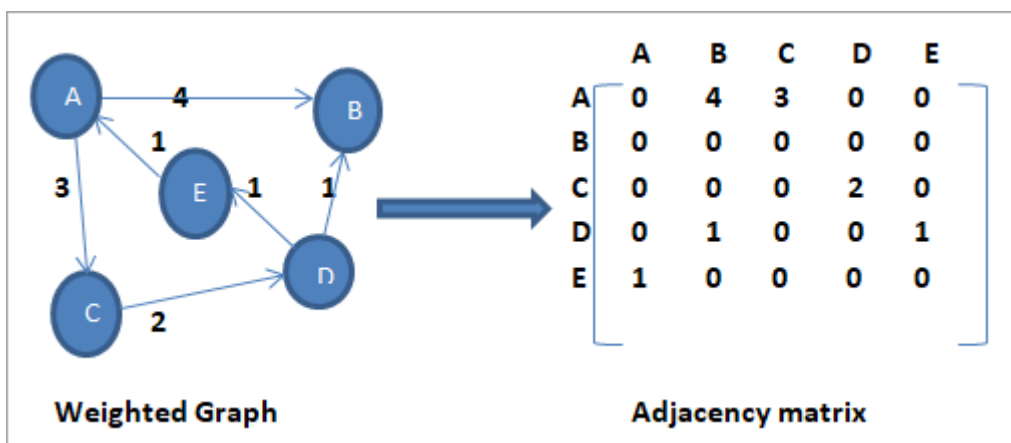 A
4
B
1
3
E
1
1
D
C
2
Weighted Graph
A B C D E
A 0 4 3 0 0
B 0 0 0 0 0
C 0 0 0 2 0
D 0 1 0 0 1
E 1 0 0 0 0
Adjacency matrix